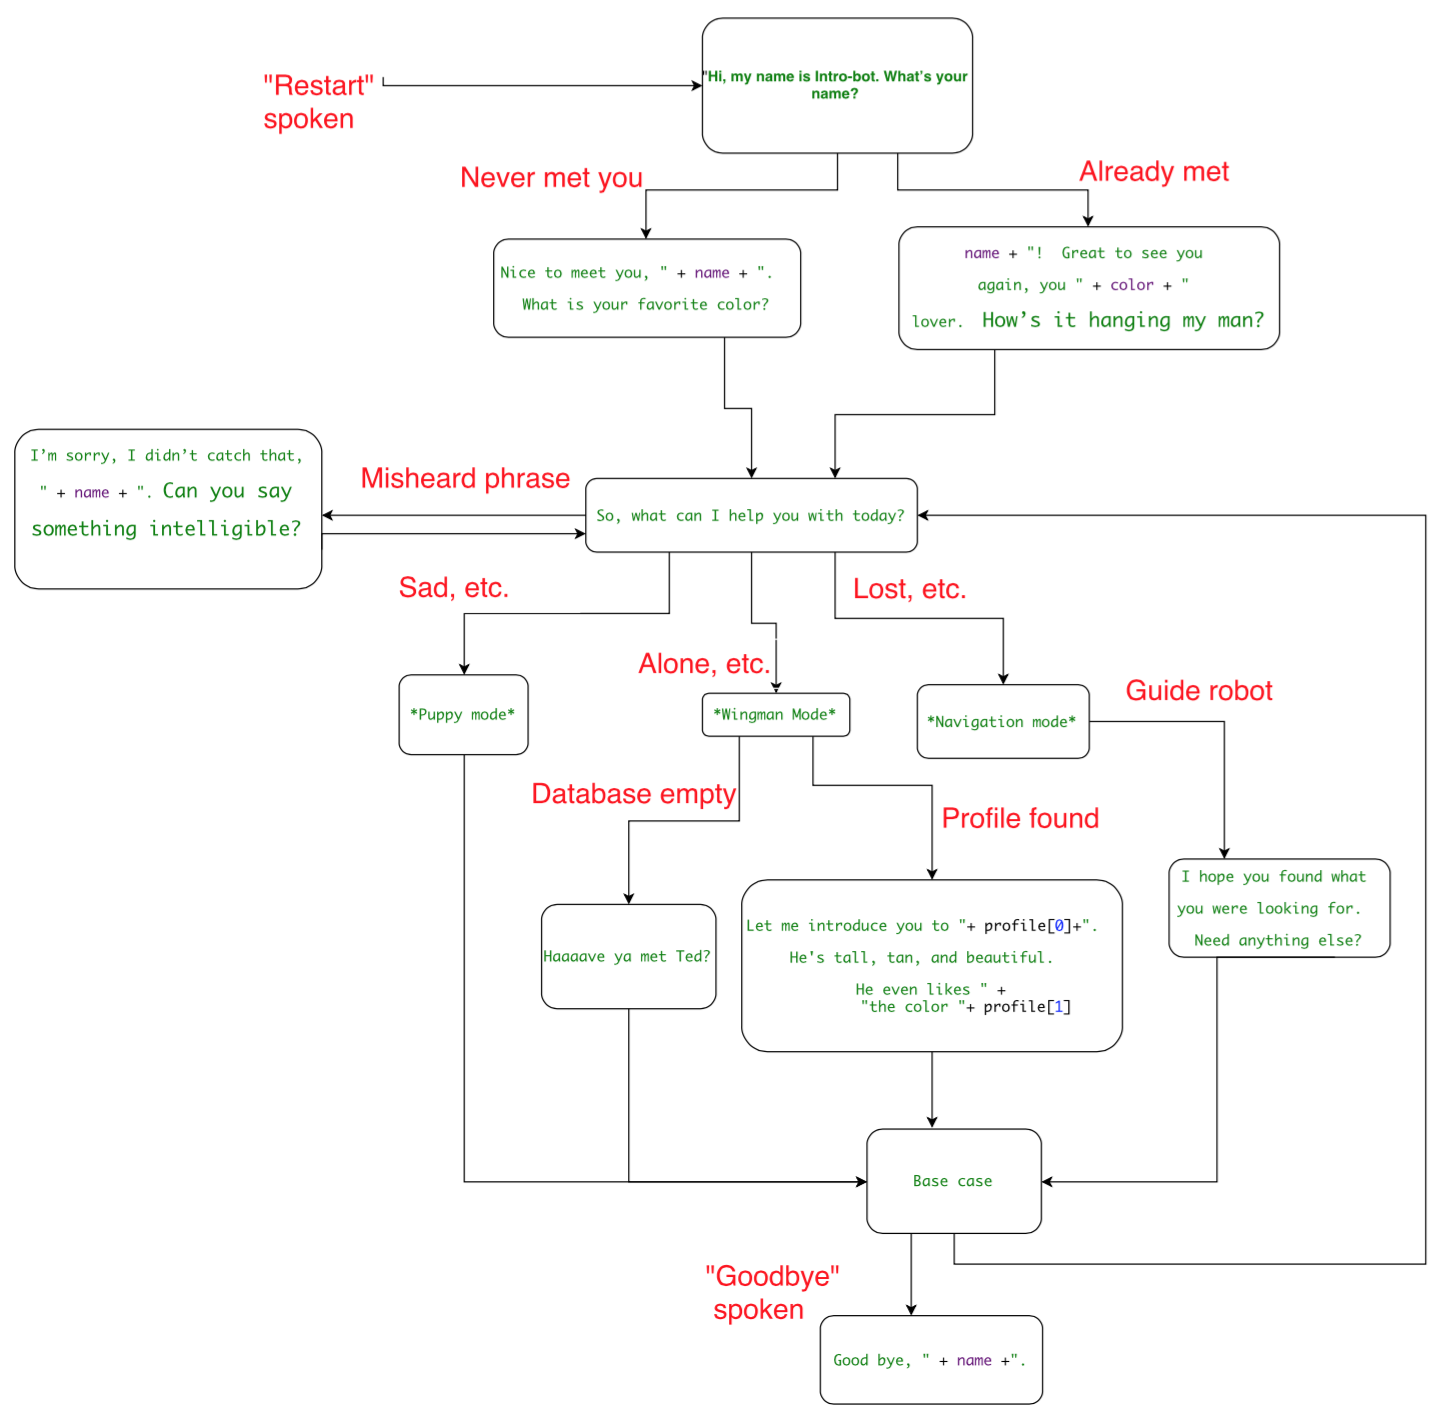 "Restart"
spoken
"Hi, my name is Intro-bot. What's your
name?
Never met you
Already met
Nice to meet you, " + name + ".
What is your favorite color?
name + "!  Great to see you
again, you " + color + "
lover.  How’s it hanging my man?
I’m sorry, I didn’t catch that,
" + name + ". Can you say
something intelligible?
Misheard phrase
So, what can I help you with today?
Sad, etc.
Alone, etc.
Lost, etc.
*Puppy mode*
*Wingman Mode*
*Navigation mode*
Guide robot
Database empty
Profile found
Haaaave ya met Ted?
Let me introduce you to "+ profile[0]+".
He's tall, tan, and beautiful.
He even likes " +
"the color "+ profile[1]
I hope you found what
you were looking for.
Need anything else?
Base case
"Goodbye"
spoken
Good bye, " + name +".